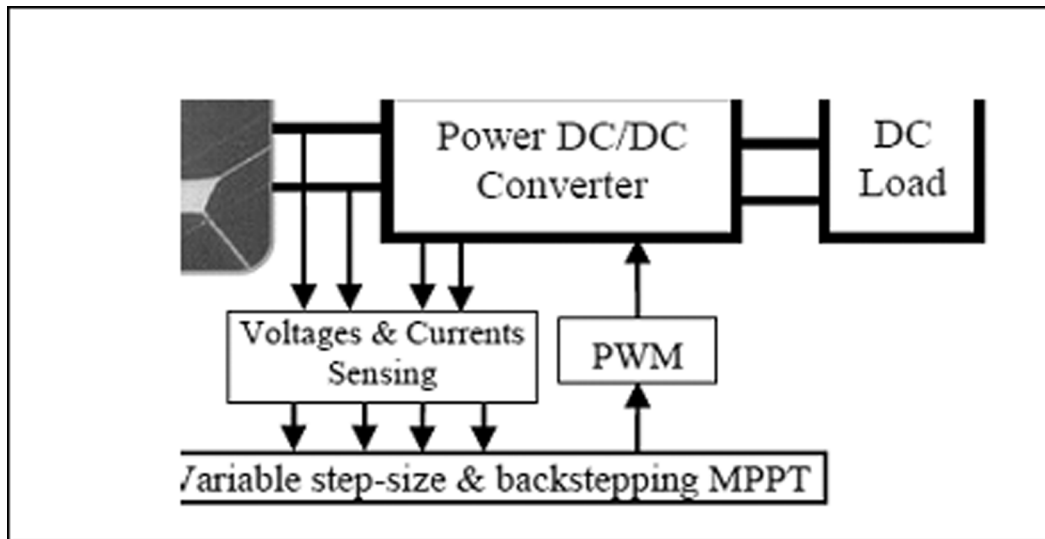 Power DC/DC
Converter
DC
Load
Voltages & Currents
Sensing
PWM
Variable step-size & backstepping MPPT